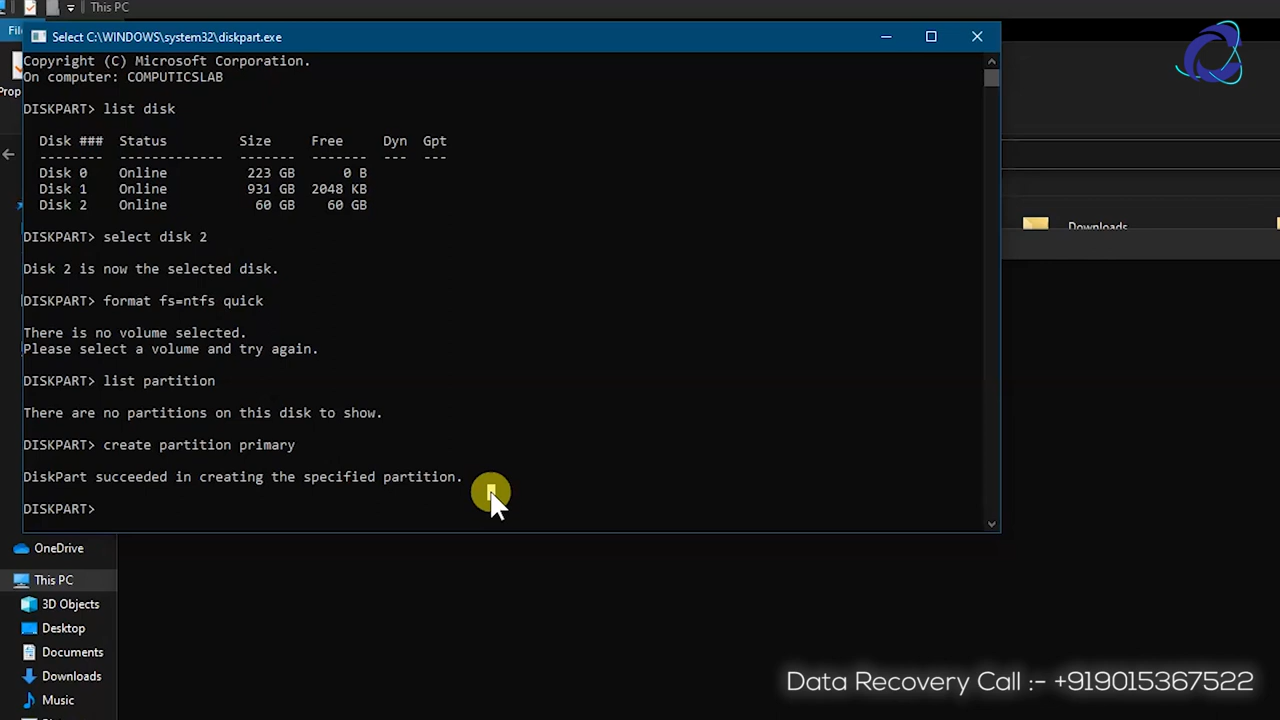 This PC
Fil
Select C:\WINDOWS\system32\diskpart.exe
Prop
Copyright (C) Microsoft Corporation.
On computer: COMPUTICSLAB
DISKPART> list disk
Disk ### Status Size Free Dyn Gpt
-------- ------------- ------- ------- --- ---
Disk 0 Online 223 GB 0 B
Disk 1 Online 931 GB 2048 KB
Disk 2 Online 60 GB 60 GB
DISKPART> select disk 2
Disk 2 is now the selected disk.
DISKPART> format fs=ntfs quick
There is no volume selected.
Please select a volume and try again.
DISKPART> list partition
There are no partitions on this disk to show.
DISKPART> create partition primary
DiskPart succeeded in creating the specified partition.
DISKPART>
Downloads
OneDrive
This PC
3D Objects
Desktop
Documents
Downloads
Music
Data Recovery Call :- +919015367522